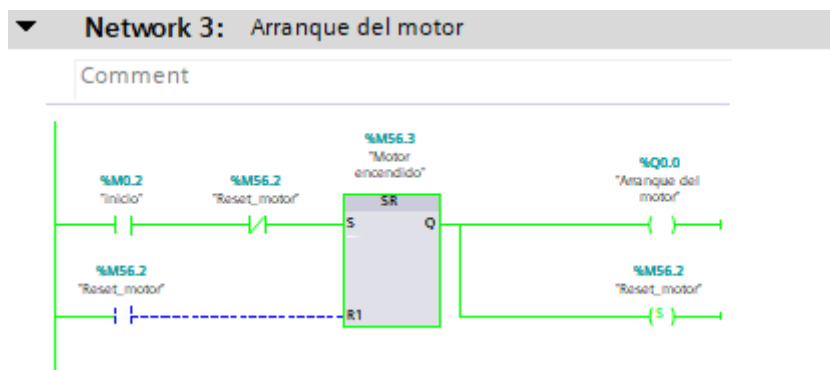 Network 3: Arranque del motor
Comment
%M56.3
"Motor
encendido"
%M0.2
"Inicio"
%M56.2
"Reset_motor"
SR
S
Q
%Q0.0
"Arranque del
motor"
%M56.2
"Reset_motor"
R1
%M56.2
"Reset_motor"
S